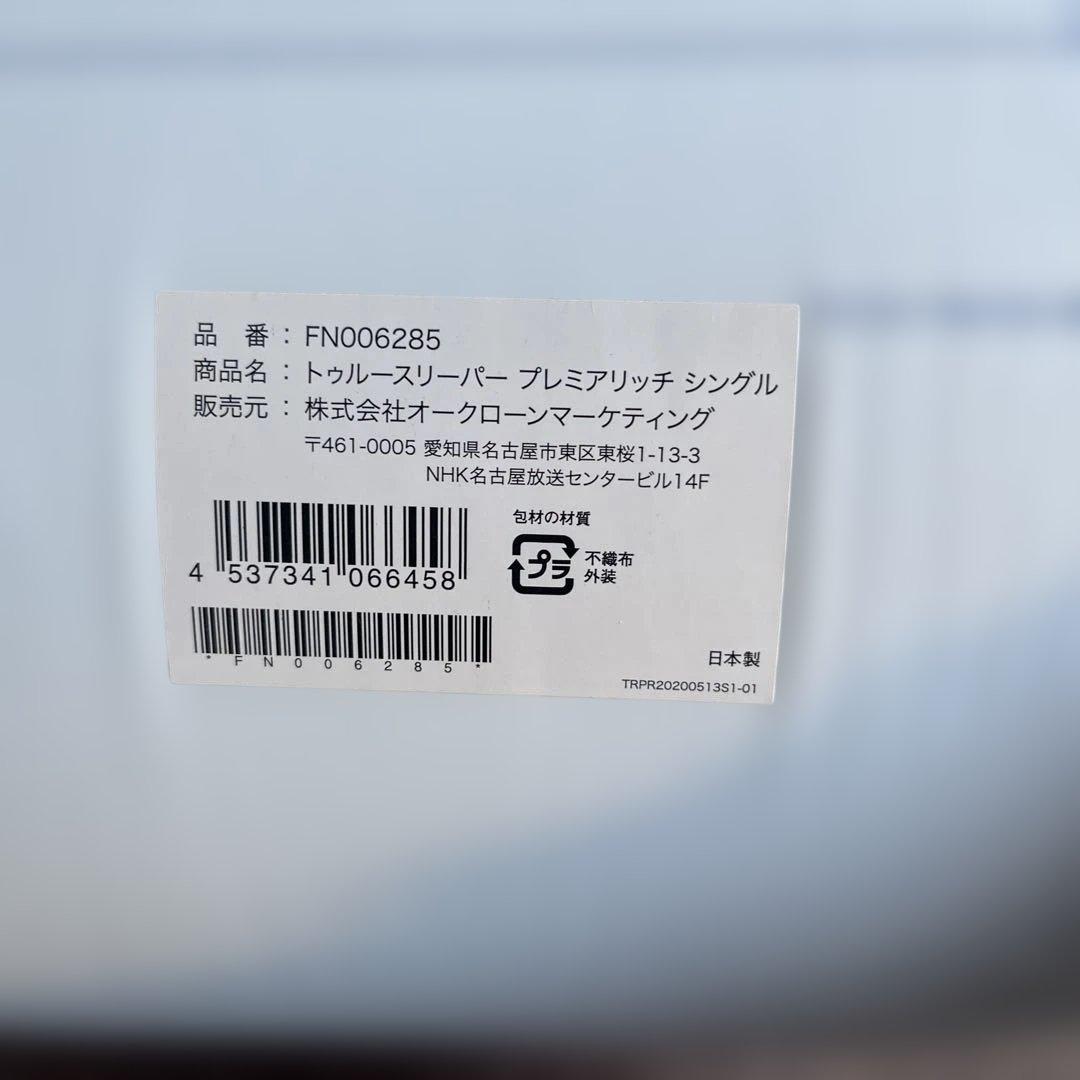 品 番 : FN006285
商品名 : トゥルースリーパー プレミアリッチ シングル
販売元 : 株式会社オークローンマーケティング
〒461-0005 愛知県名古屋市東区東桜1-13-3
NHK名古屋放送センタービル14F
包材の材質
プラ
不織布
外装
4 537341 066458
*FN006285*
日本製
TRPR20200513S1-01